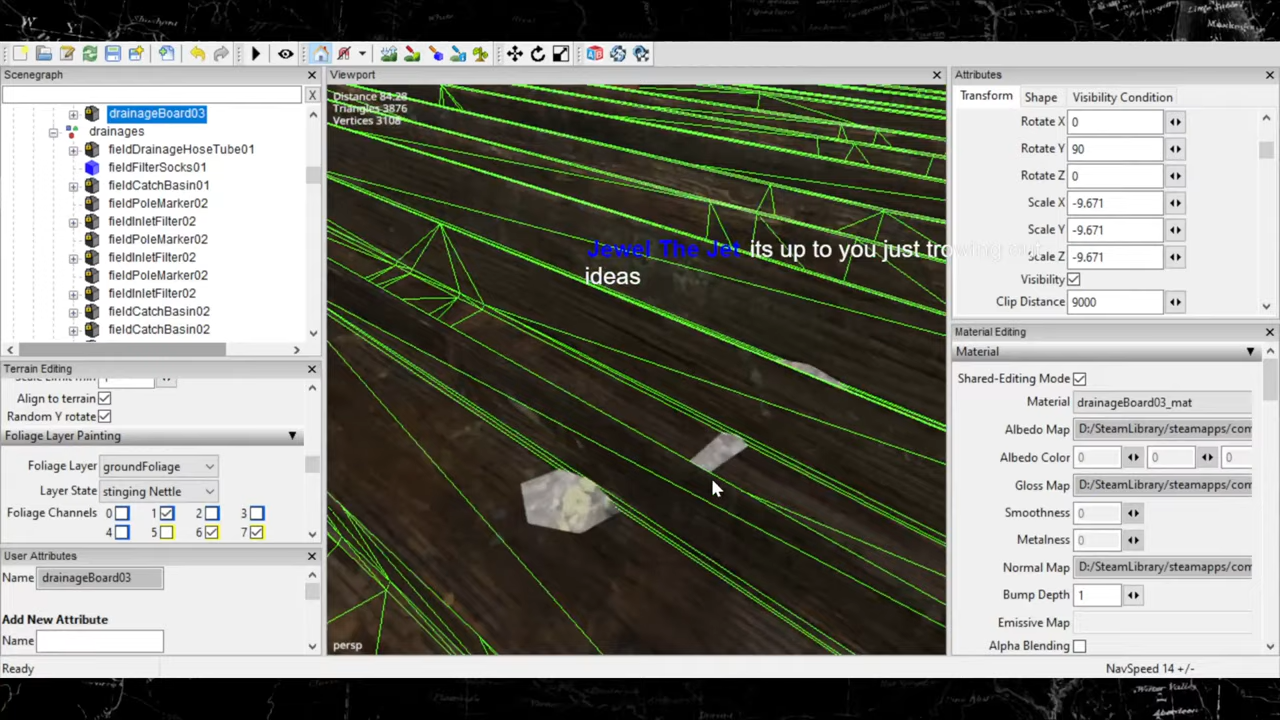 Scenegraph
X
drainageBoard03
drainages
fieldDrainageHoseTube01
fieldFilterSocks01
fieldCatchBasin01
fieldPoleMarker02
fieldInletFilter02
fieldPoleMarker02
fieldInletFilter02
fieldPoleMarker02
fieldInletFilter02
fieldCatchBasin02
fieldCatchBasin02
Terrain Editing
Align to terrain
Random Y rotate
Foliage Layer Painting
Foliage Layer groundFoliage
Layer State stinging Nettle
Foliage Channels 0 1 2 3
4 5 6 7
User Attributes
Name drainageBoard03
Add New Attribute
Name
Ready
Viewport
Distance 84.28
Triangles 3876
Vertices 3108
Jewel The Jet its up to you just trowing out
ideas
persp
Attributes
Transform Shape Visibility Condition
Rotate X 0
Rotate Y 90
Rotate Z 0
Scale X -9.671
Scale Y -9.671
Scale Z -9.671
Visibility
Clip Distance 9000
Material Editing
Material
Shared-Editing Mode
Material drainageBoard03_mat
Albedo Map D:/SteamLibrary/steamapps/com
Albedo Color 0 0 0
Gloss Map D:/SteamLibrary/steamapps/com
Smoothness 0
Metalness 0
Normal Map D:/SteamLibrary/steamapps/com
Bump Depth 1
Emissive Map
Alpha Blending
NavSpeed 14 +/-